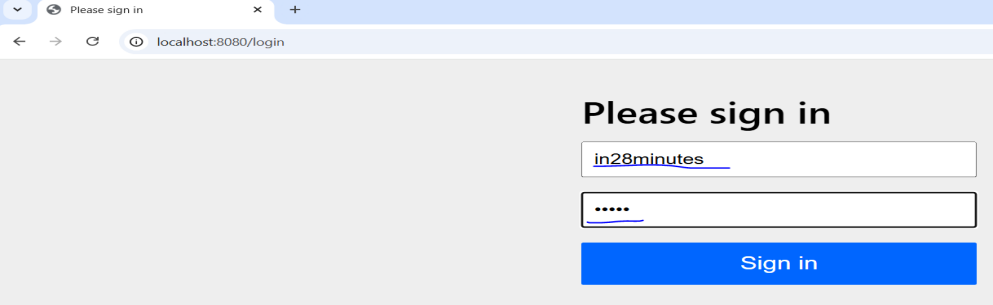 Please sign in
localhost:8080/login
Please sign in
in28minutes
•••••
Sign in